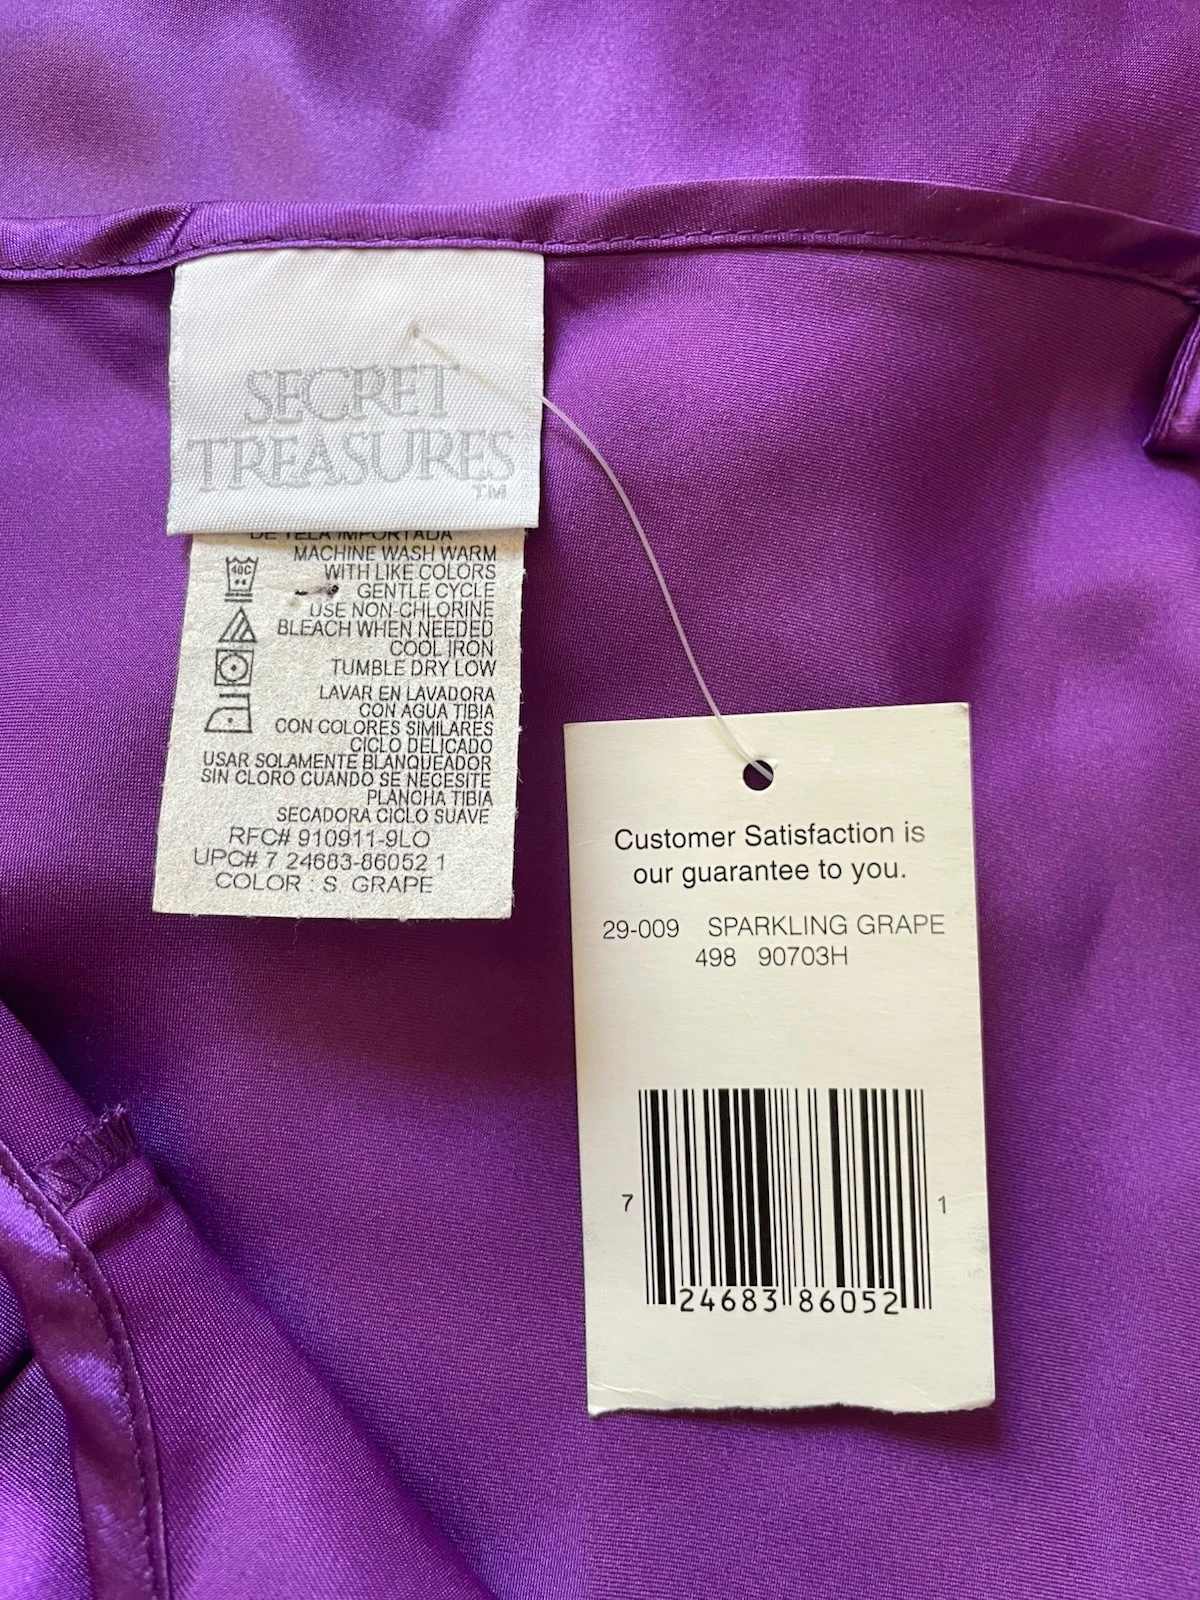 SECRET
TREASURES
TM
DE TELA IMPORTADA
MACHINE WASH WARM
WITH LIKE COLORS
GENTLE CYCLE
USE NON-CHLORINE
BLEACH WHEN NEEDED
COOL IRON
TUMBLE DRY LOW
40C
LAVAR EN LAVADORA
CON AGUA TIBIA
CON COLORES SIMILARES
CICLO DELICADO
USAR SOLAMENTE BLANQUEADOR
SIN CLORO CUANDO SE NECESITE
PLANCHA TIBIA
SECADORA CICLO SUAVE
RFC# 910911-9LO
UPC# 7 24683-86052 1
COLOR : S. GRAPE
Customer Satisfaction is
our guarantee to you.
29-009 SPARKLING GRAPE
498 90703H
7 24683 86052 1